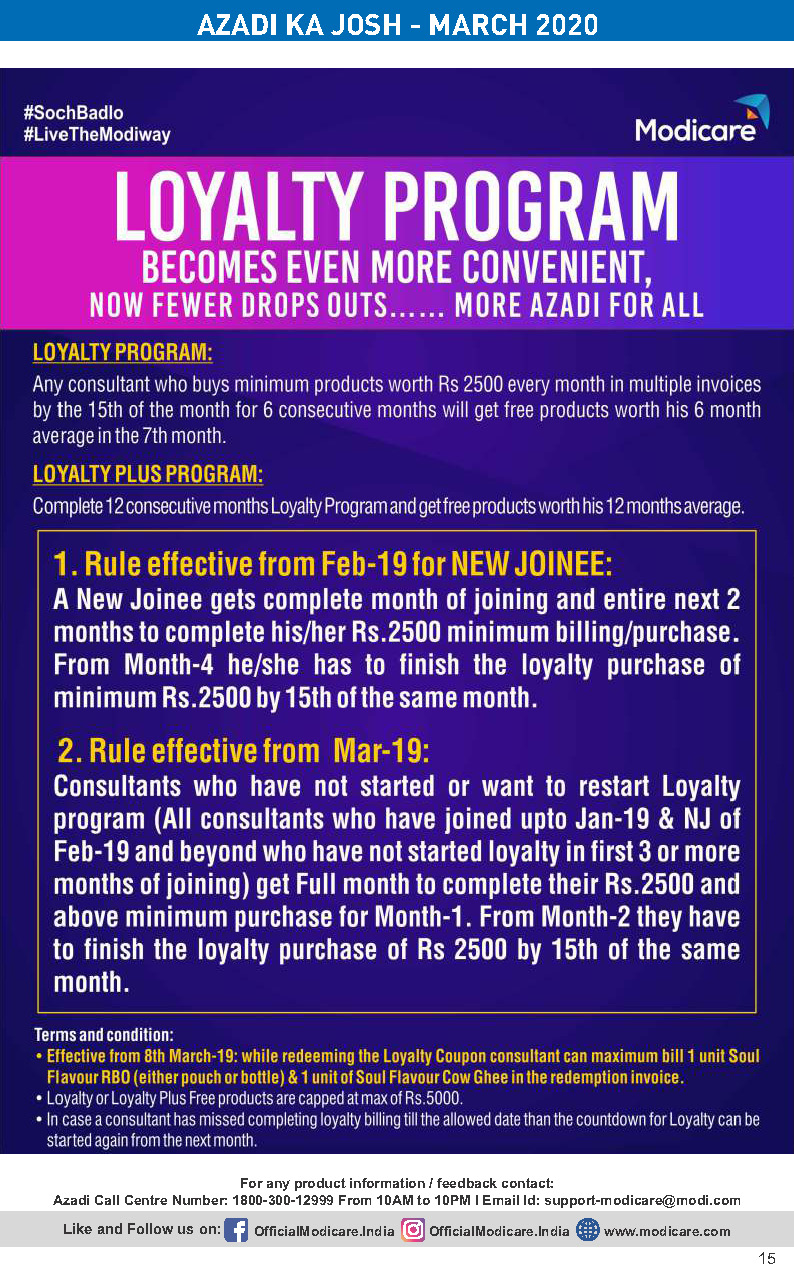 AZADI KA JOSH - MARCH 2020
#SochBadlo
#LiveTheModiway
Modicare
LOYALTY PROGRAM
BECOMES EVEN MORE CONVENIENT,
NOW FEWER DROPS OUTS...... MORE AZADI FOR ALL
LOYALTY PROGRAM:
Any consultant who buys minimum products worth Rs 2500 every month in multiple invoices
by the 15th of the month for 6 consecutive months will get free products worth his 6 month
average in the 7th month.
LOYALTY PLUS PROGRAM:
Complete 12 consecutive months Loyalty Program and get free products worth his 12 months average.
1. Rule effective from Feb-19 for NEW JOINEE:
A New Joinee gets complete month of joining and entire next 2
months to complete his/her Rs.2500 minimum billing/purchase.
From Month-4 he/she has to finish the loyalty purchase of
minimum Rs.2500 by 15th of the same month.
2. Rule effective from Mar-19:
Consultants who have not started or want to restart Loyalty
program (All consultants who have joined upto Jan-19 & NJ of
Feb-19 and beyond who have not started loyalty in first 3 or more
months of joining) get Full month to complete their Rs.2500 and
above minimum purchase for Month-1. From Month-2 they have
to finish the loyalty purchase of Rs 2500 by 15th of the same
month.
Terms and condition:
• Effective from 8th March-19: while redeeming the Loyalty Coupon consultant can maximum bill 1 unit Soul
Flavour RBO (either pouch or bottle) & 1 unit of Soul Flavour Cow Ghee in the redemption invoice.
• Loyalty or Loyalty Plus Free products are capped at max of Rs.5000.
• In case a consultant has missed completing loyalty billing till the allowed date than the countdown for Loyalty can be
started again from the next month.
For any product information / feedback contact:
Azadi Call Centre Number: 1800-300-12999 From 10AM to 10PM I Email Id: support-modicare@modi.com
Like and Follow us on: OfficialModicare.India OfficialModicare.India www.modicare.com
15